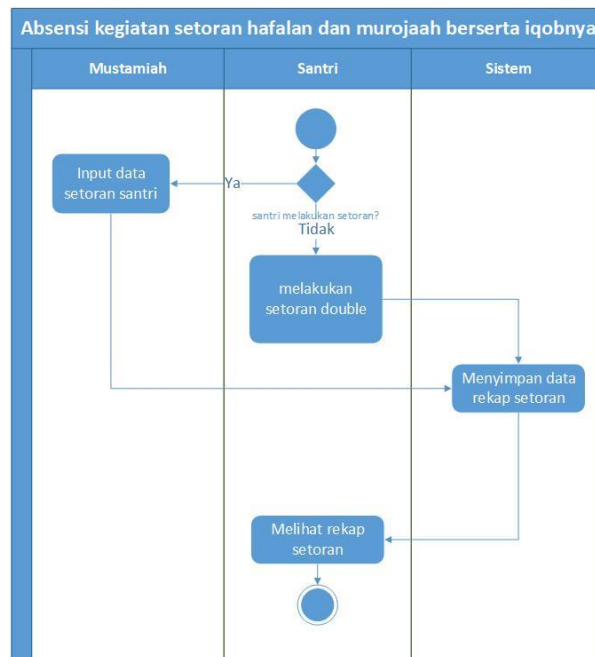 Absensi kegiatan setoran hafalan dan murojaah berserta iqobnya
Mustamiah
Santri
Sistem
Input data
setoran santri
Ya
santri melakukan setoran?
Tidak
melakukan
setoran double
Menyimpan data
rekap setoran
Melihat rekap
setoran